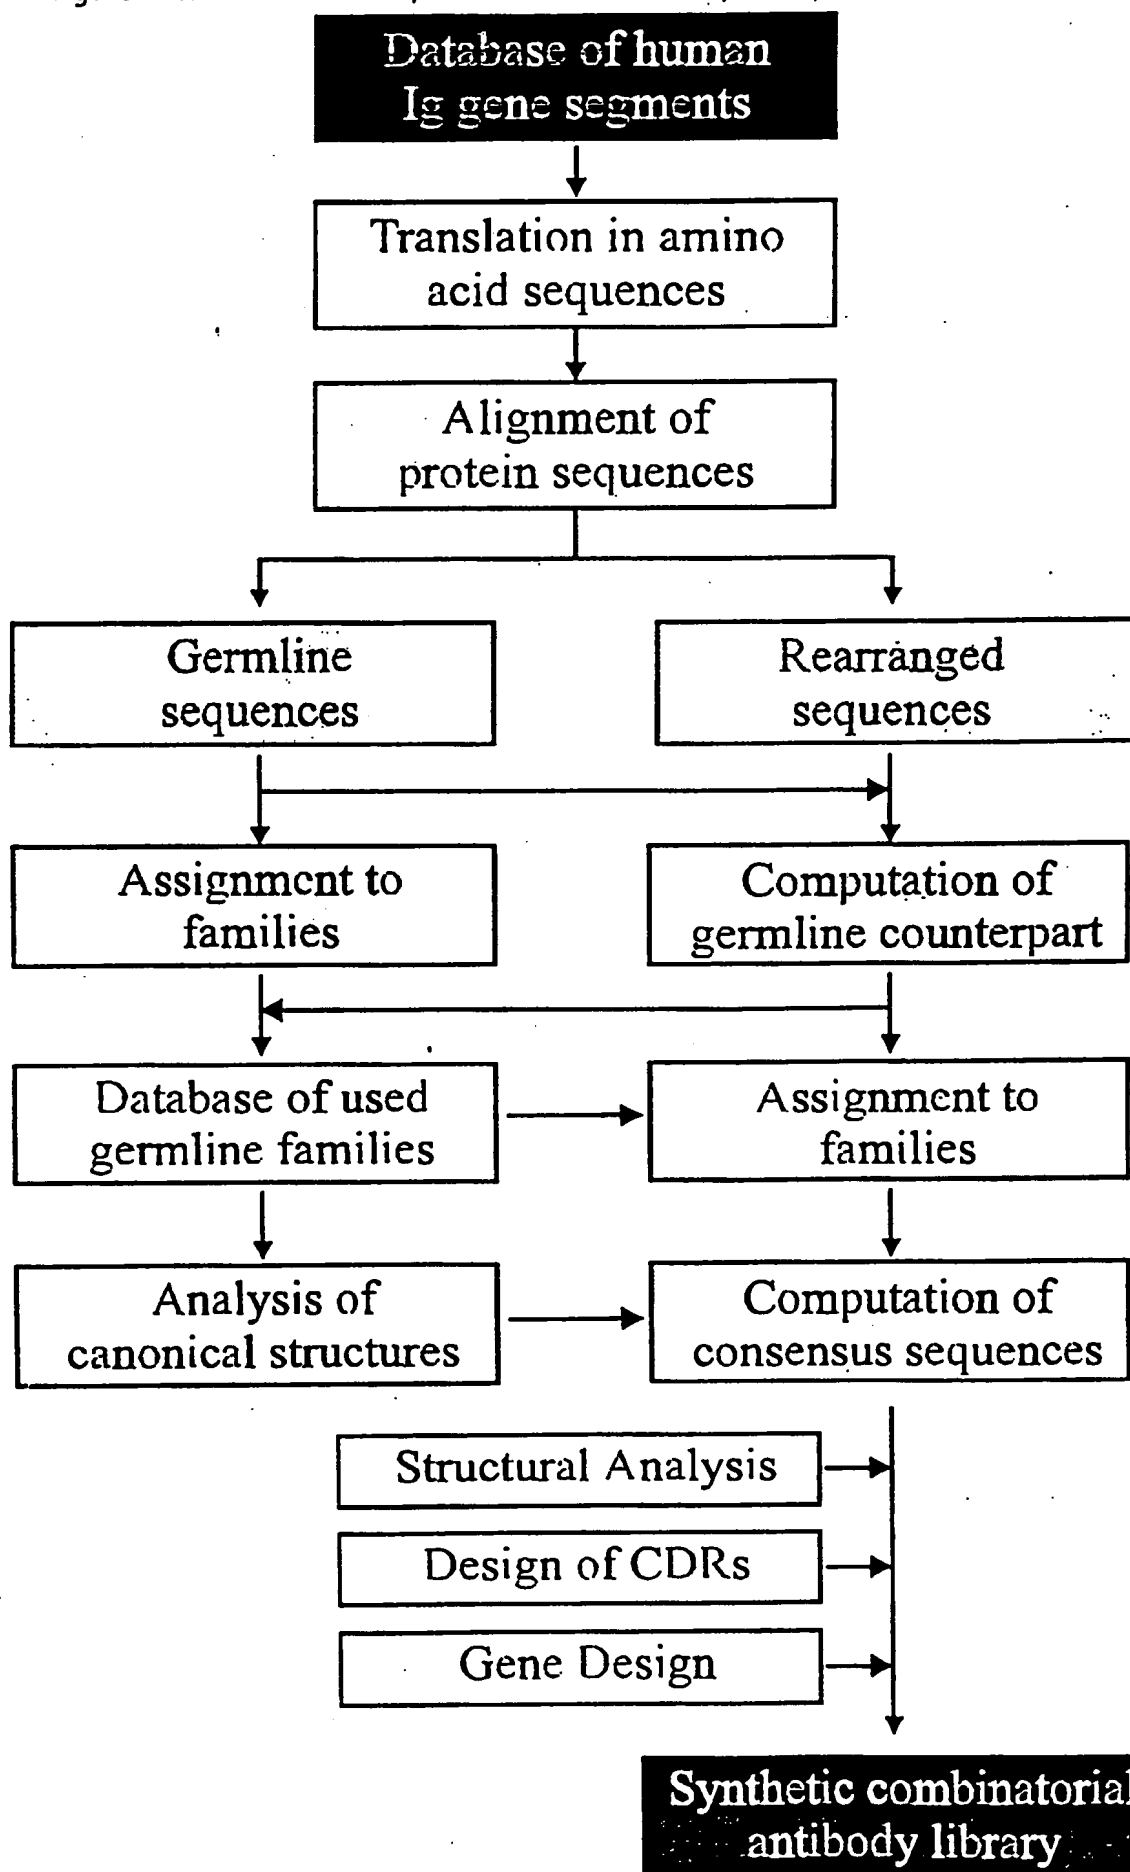 Database of human
Ig gene segments
Translation in amino
acid sequences
Alignment of
protein sequences
Germline
sequences
Rearranged
sequences
Assignment to
families
Computation of
germline counterpart
Database of used
germline families
Assignment to
families
Analysis of
canonical structures
Computation of
consensus sequences
Structural Analysis
Design of CDRs
Gene Design
Synthetic combinatorial
antibody library